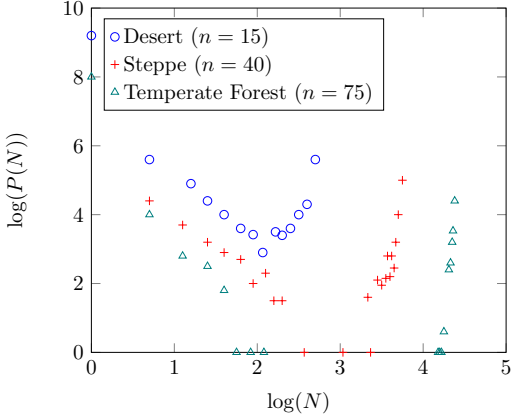 10
8
6
4
2
0
0
1
2
3
4
5
log(P(N))
log(N)
Desert (n = 15)
Steppe (n = 40)
Temperate Forest (n = 75)